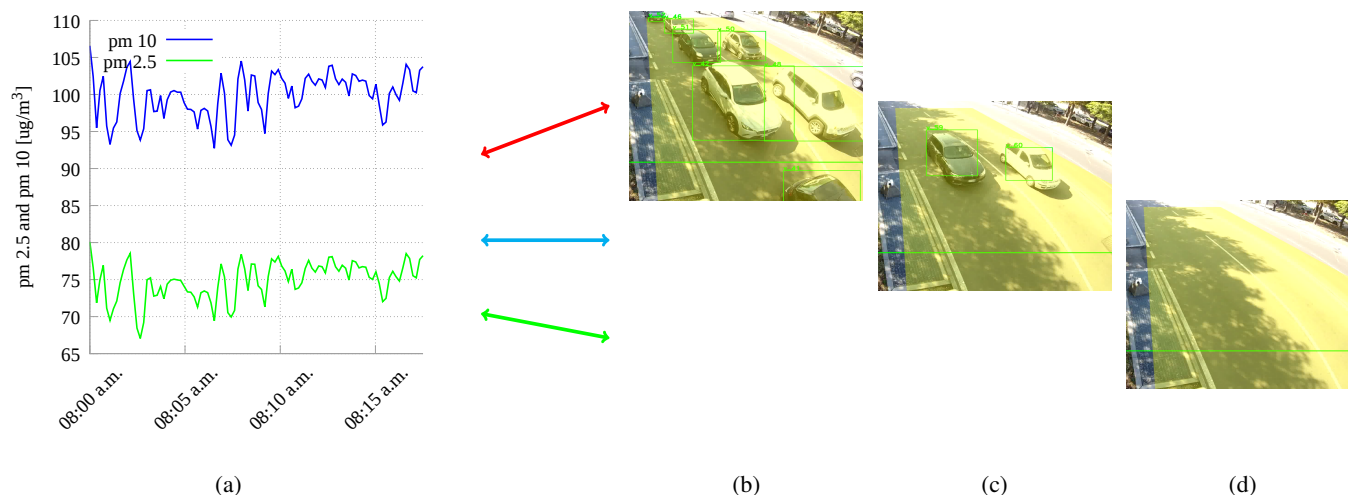 110
105
100
95
90
85
80
75
70
65
pm 2.5 and pm 10 [ug/m³]
pm 10
pm 2.5
08:00 a.m.
08:05 a.m.
08:10 a.m.
08:15 a.m.
(a)
(b)
(c)
(d)